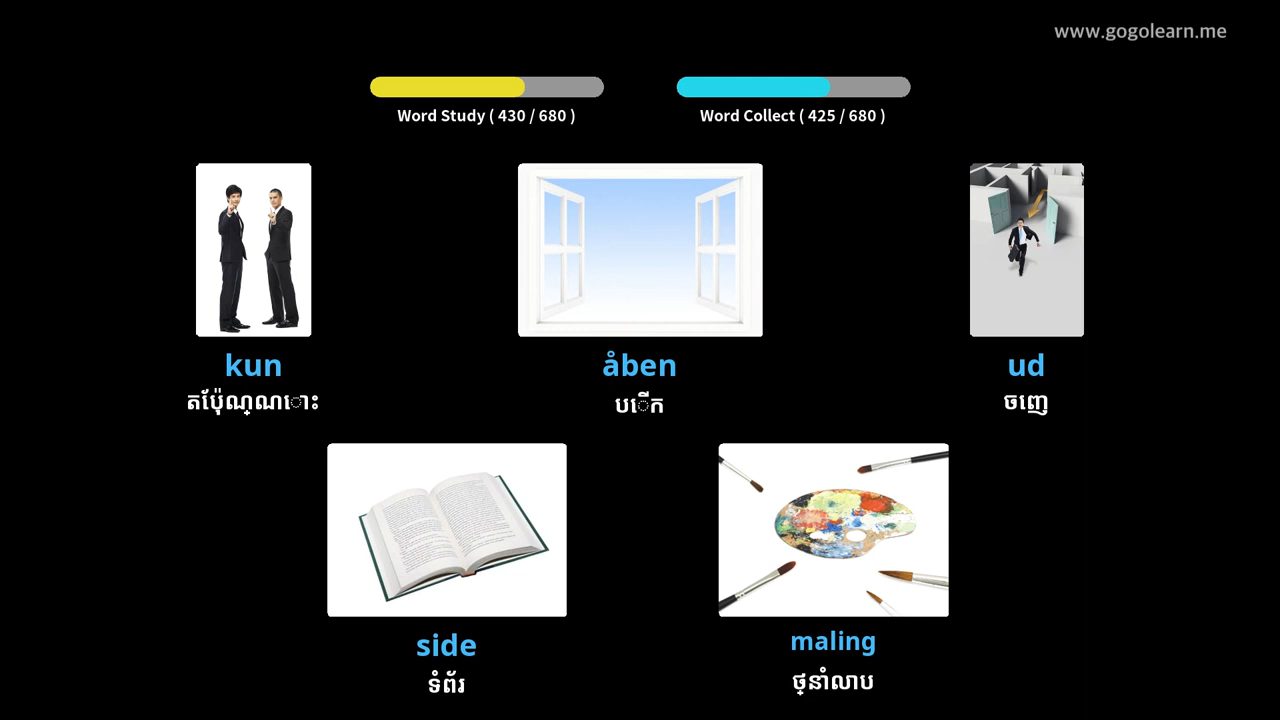 www.gogolearn.me
Word Study ( 430 / 680 )
Word Collect ( 425 / 680 )
kun
តប៉ុែណ្ណោះ
åben
បើក
ud
ចញេ
side
ទំព័រ
maling
ថ្នាំលាប